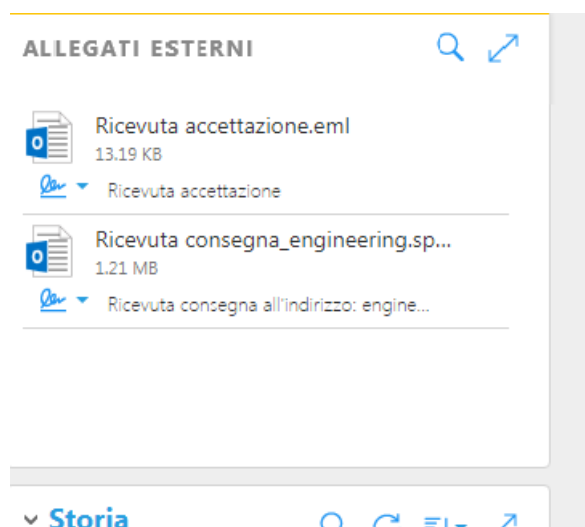 ALLEGATI ESTERNI
Ricevuta accettazione.eml
13.19 KB
Ricevuta accettazione
Ricevuta consegna_engineering.sp...
1.21 MB
Ricevuta consegna all'indirizzo: engine...
Storia